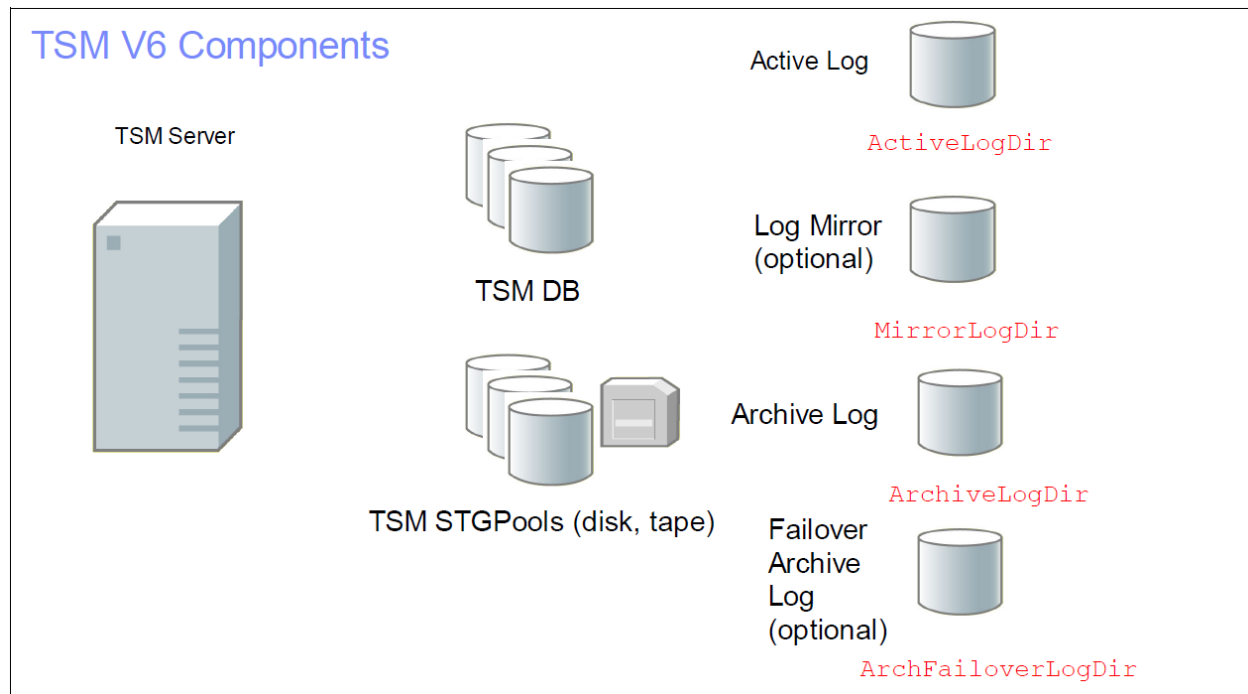 TSM V6 Components
TSM Server
TSM DB
TSM STGPools (disk, tape)
Active Log
ActiveLogDir
Log Mirror
(optional)
MirrorLogDir
Archive Log
ArchiveLogDir
Failover
Archive
Log
(optional)
ArchFailoverLogDir